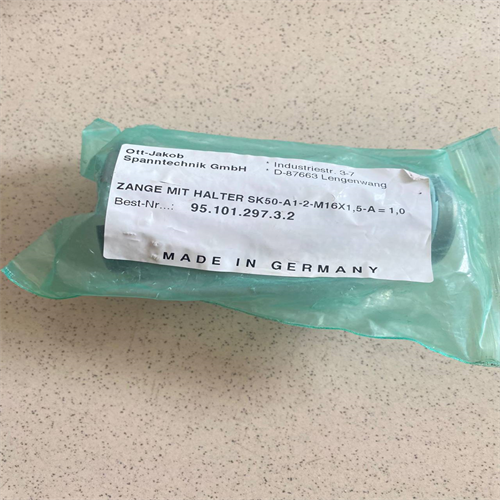 Ott-Jakob
Spanntechnik GmbH
* Industriestr. 3-7
* D-87663 Lengenwang
ZANGE MIT HALTER SK50-A1-2-M16X1,5-A = 1,0
Best-Nr...: 95.101.297.3.2
MADE IN GERMANY